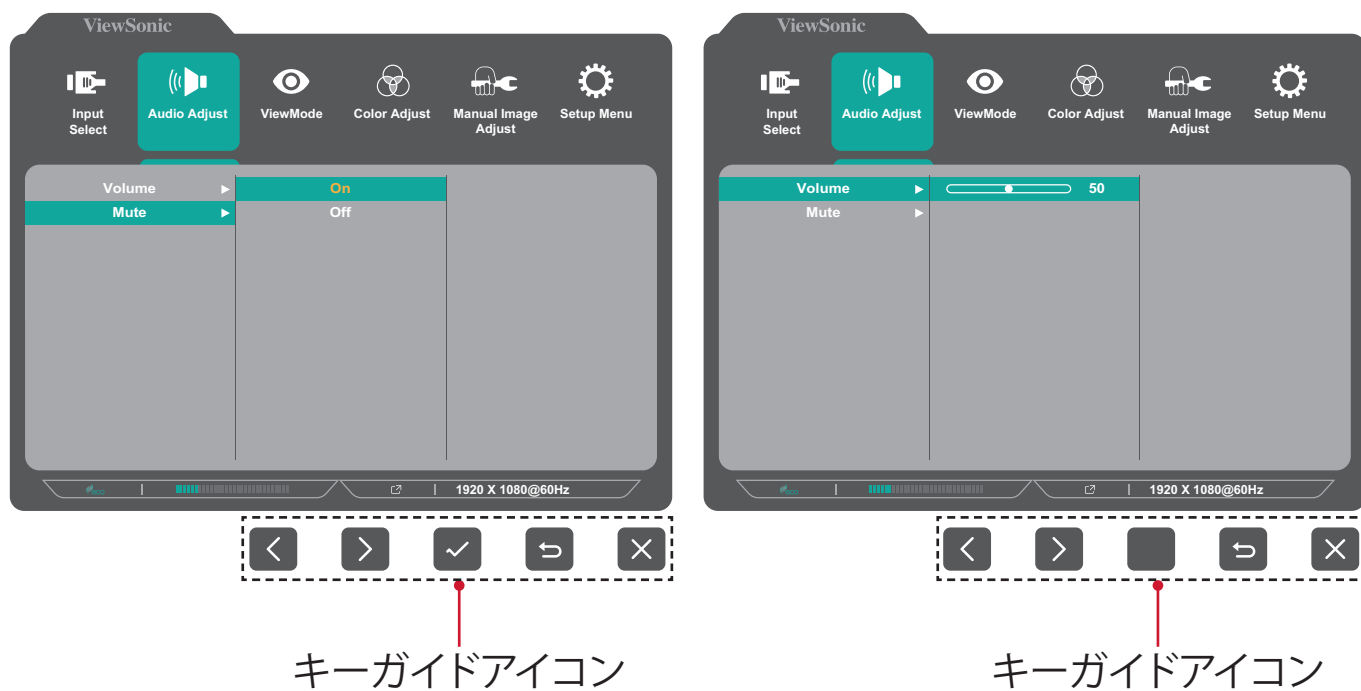 ViewSonic
Input
Select
Audio Adjust
ViewMode
Color Adjust
Manual Image
Adjust
Setup Menu
Volume
On
Mute
Off
eco
1920 X 1080@60Hz
キーガイドアイコン
ViewSonic
Input
Select
Audio Adjust
ViewMode
Color Adjust
Manual Image
Adjust
Setup Menu
Volume
50
Mute
eco
1920 X 1080@60Hz
キーガイドアイコン